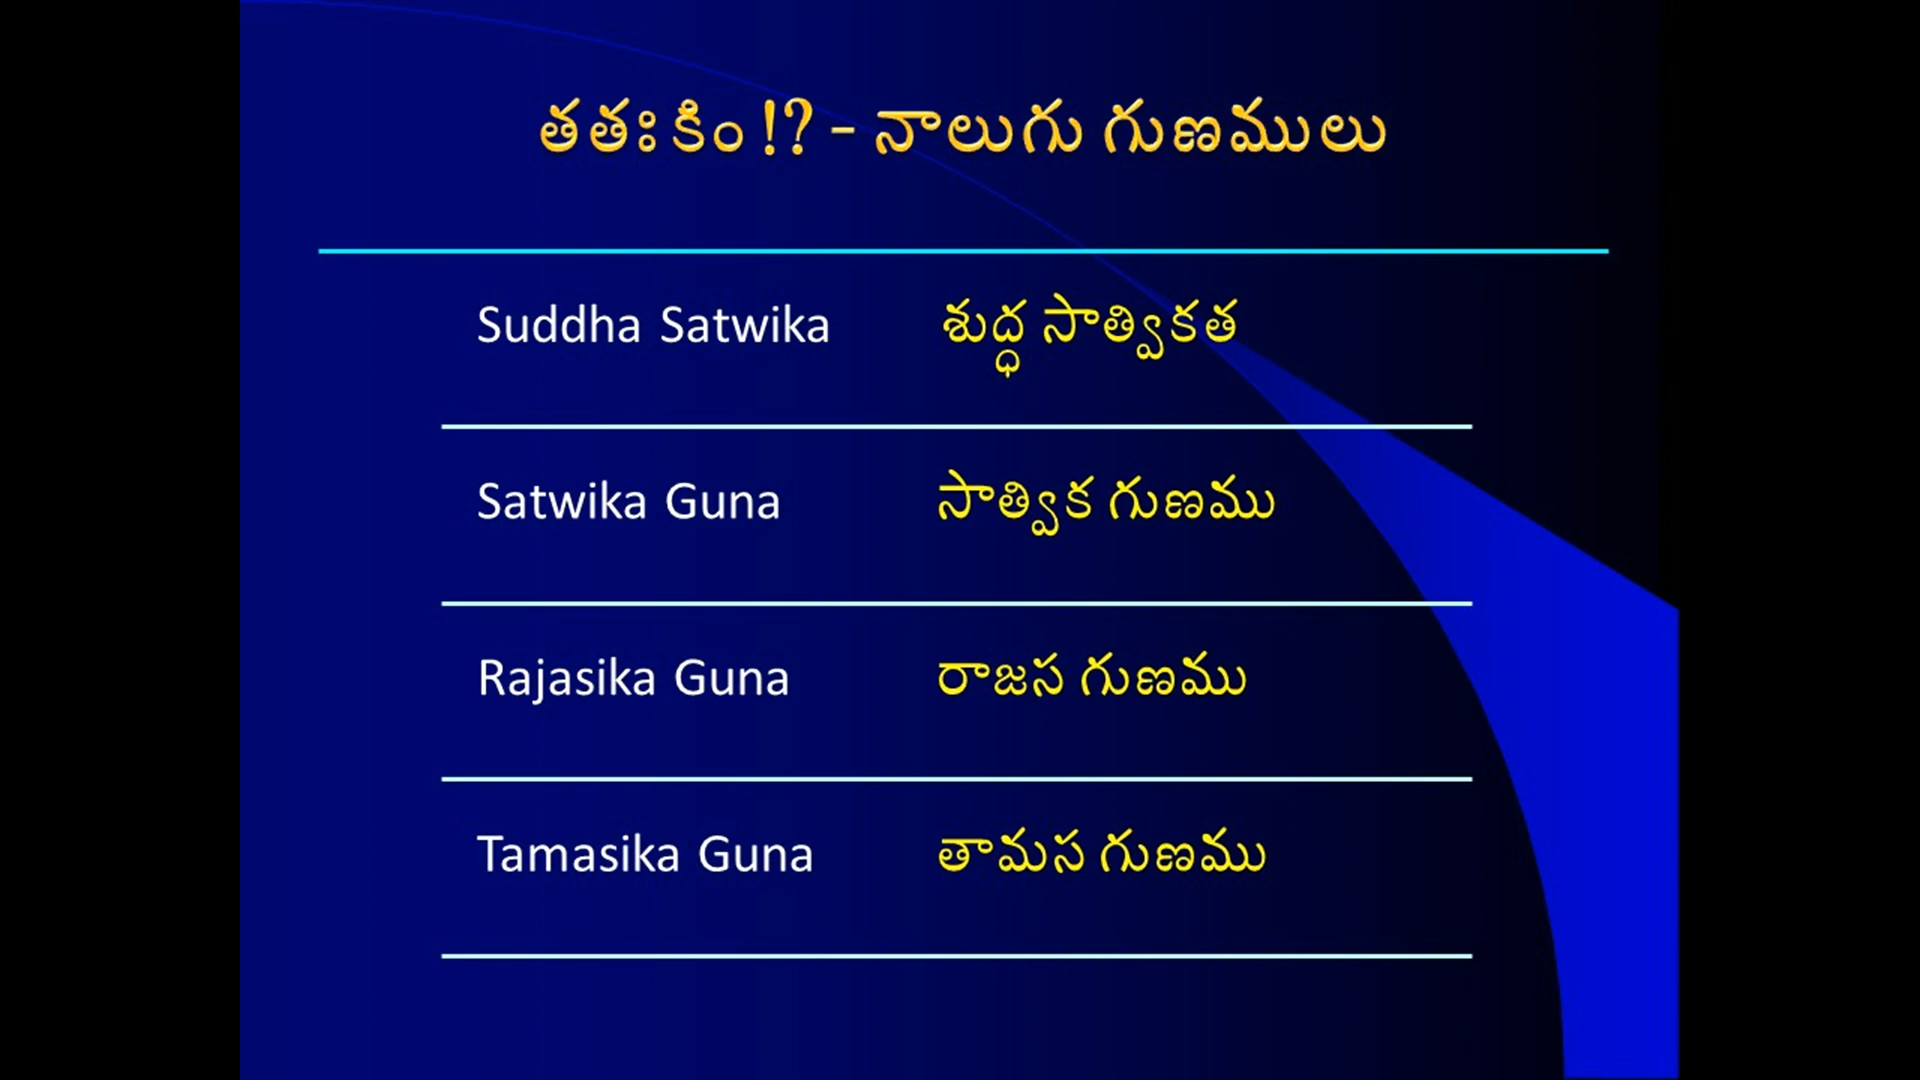 తతః కిం !? - నాలుగు గుణములు
Suddha Satwika శుద్ధ సాత్వికత
Satwika Guna సాత్విక గుణము
Rajasika Guna రాజస గుణము
Tamasika Guna తామస గుణము